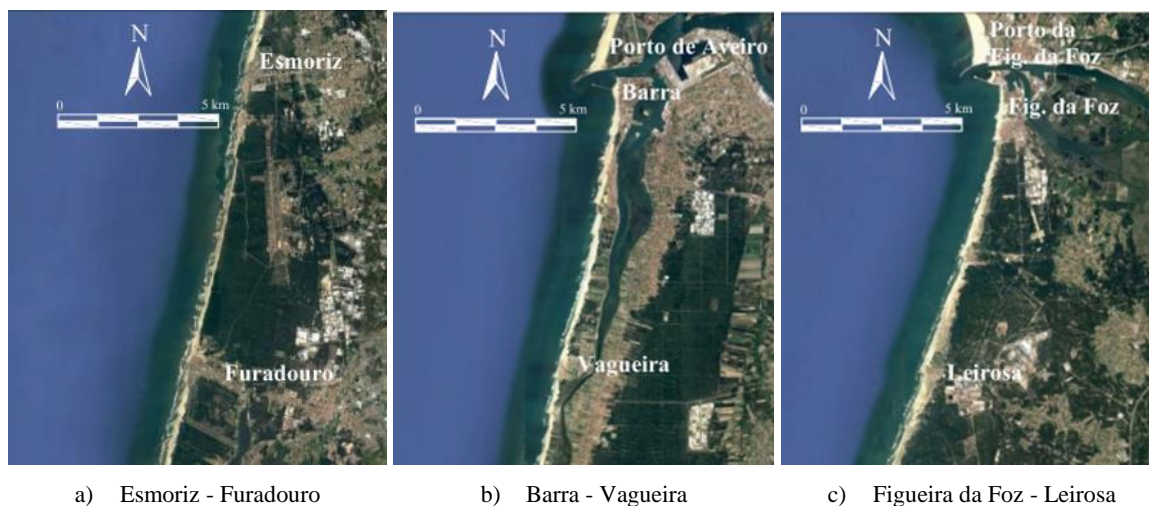 N
Esmoriz
0
5 km
Furadouro
N
Porto de Aveiro
Barra
0
5 km
Vagueira
N
Porto da
Fig. da Foz
0
5 km
Fig. da Foz
Leirosa
a) Esmoriz - Furadouro
b) Barra - Vagueira
c) Figueira da Foz - Leirosa